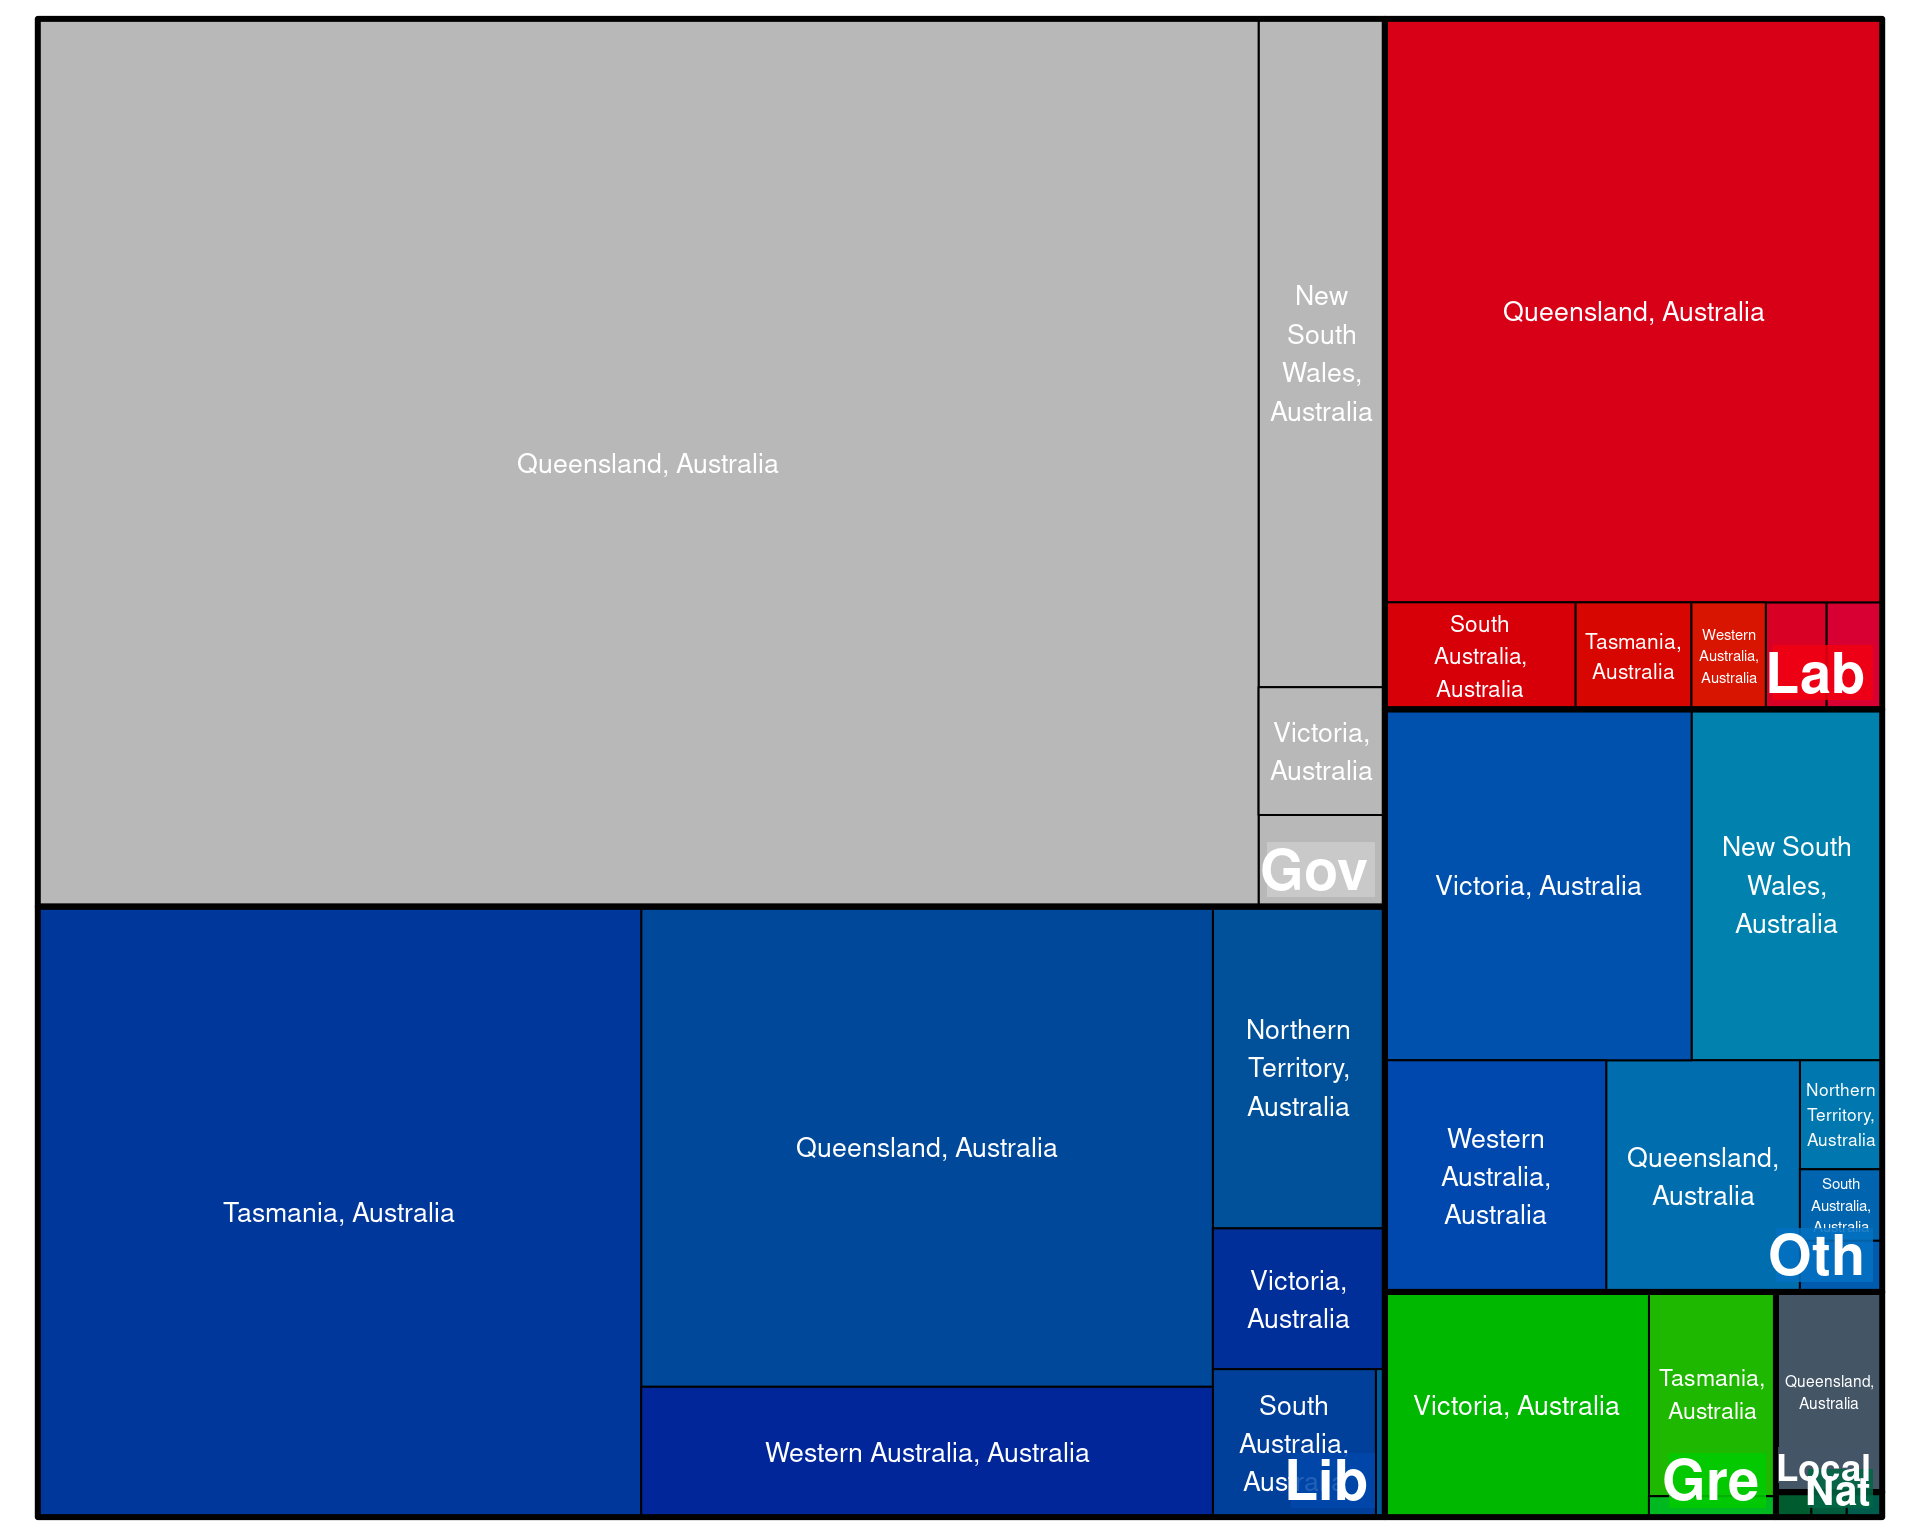 Queensland, Australia
New
South
Wales,
Australia
Victoria,
Australia
Gov
Queensland, Australia
South
Australia,
Australia
Tasmania,
Australia
Western
Australia,
Australia
Lab
Victoria, Australia
New South
Wales,
Australia
Western
Australia,
Australia
Queensland,
Australia
Northern
Territory,
Australia
South
Australia,
Australia
Oth
Tasmania, Australia
Queensland, Australia
Western Australia, Australia
Northern
Territory,
Australia
Victoria,
Australia
South
Australia,
Australia
Lib
Victoria, Australia
Tasmania,
Australia
Gre
Queensland,
Australia
Local
Nat